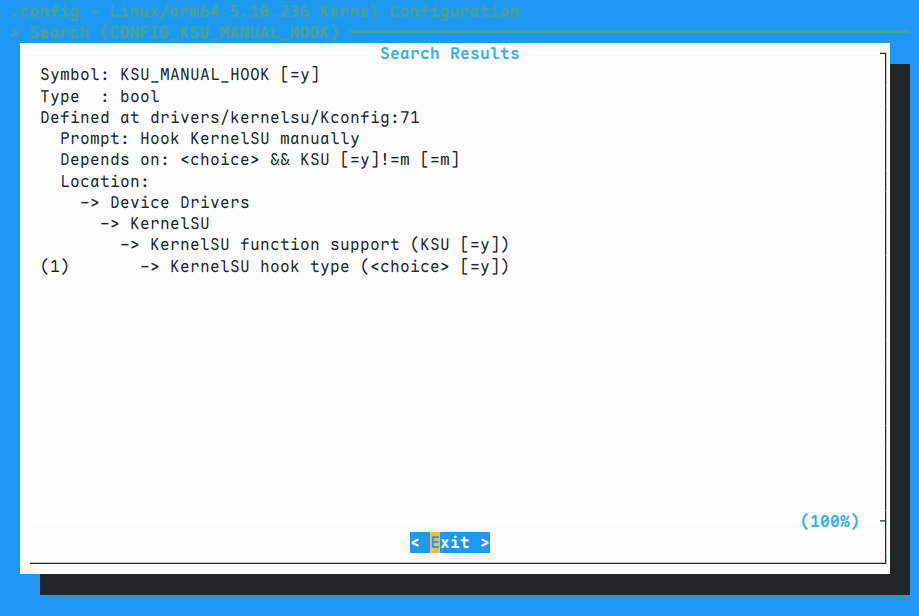 .config - Linux/arm64 5.10.236 Kernel Configuration
> Search (CONFIG_KSU_MANUAL_HOOK)
Search Results
Symbol: KSU_MANUAL_HOOK [=y]
Type  : bool
Defined at drivers/kernelsu/Kconfig:71
Prompt: Hook KernelSU manually
Depends on: <choice> && KSU [=y]!=m [=m]
Location:
-> Device Drivers
-> KernelSU
-> KernelSU function support (KSU [=y])
(1)       -> KernelSU hook type (<choice> [=y])
(100%)
< Exit >